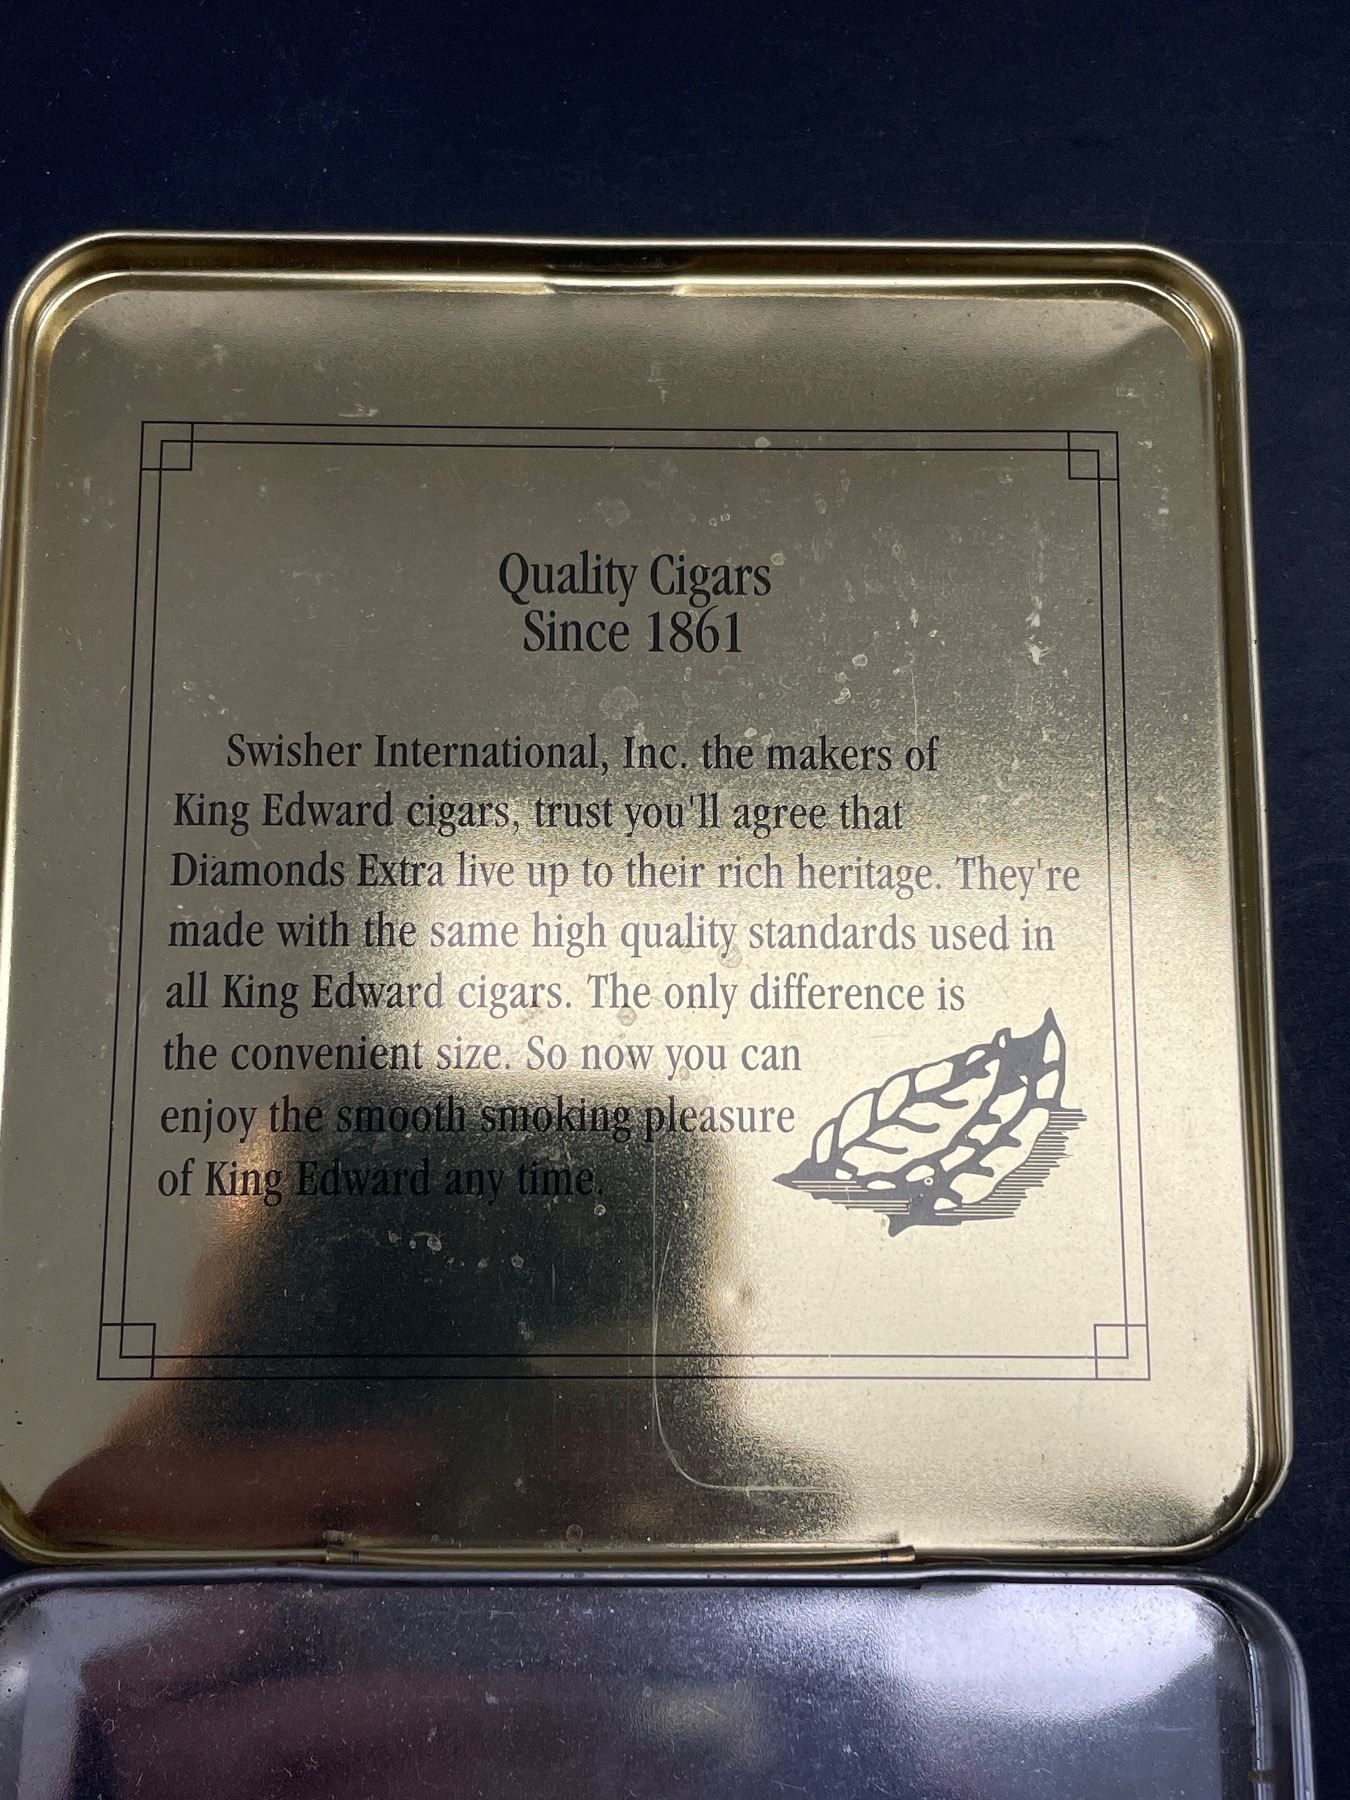 Quality Cigars
Since 1861
Swisher International, Inc. the makers of
King Edward cigars, trust you'll agree that
Diamonds Extra live up to their rich heritage. They're
made with the same high quality standards used in
all King Edward cigars. The only difference is
the convenient size. So now you can
enjoy the smooth smoking pleasure
of King Edward any time.